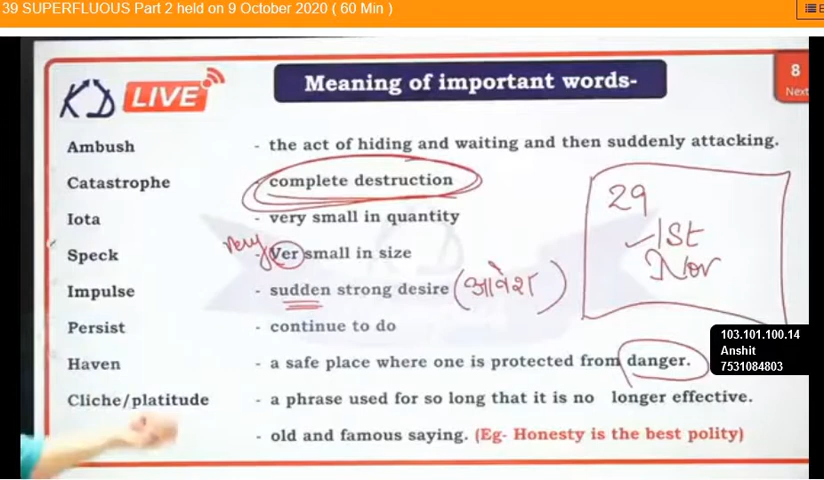 39 SUPERFLUOUS Part 2 held on 9 October 2020 ( 60 Min )
KD LIVE
Meaning of important words-
8
Next
Ambush - the act of hiding and waiting and then suddenly attacking.
Catastrophe complete destruction
Iota - very small in quantity
Speck - very Ver small in size
Impulse - sudden strong desire (आवेश)
Persist - continue to do
Haven - a safe place where one is protected from danger.
Cliche/platitude - a phrase used for so long that it is no longer effective.
- old and famous saying. (Eg- Honesty is the best polity)
29
1st
Nov
103.101.100.14
Anshit
7531084803